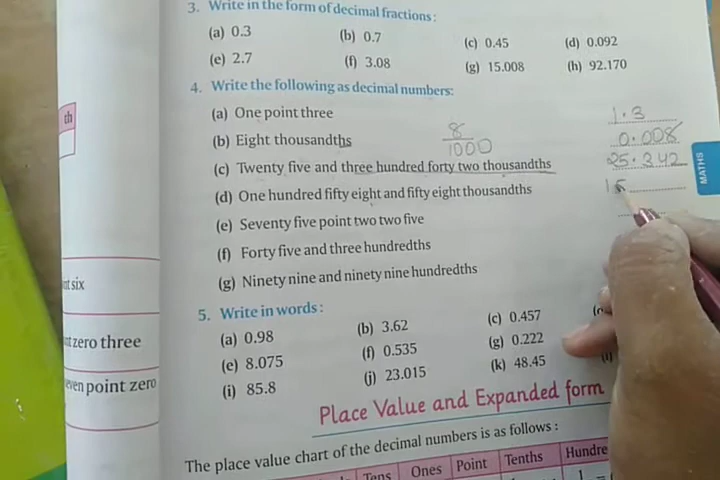 3. Write in the form of decimal fractions:
(a) 0.3 (b) 0.7 (c) 0.45 (d) 0.092
(e) 2.7 (f) 3.08 (g) 15.008 (h) 92.170
4. Write the following as decimal numbers:
(a) One point three 1.3
(b) Eight thousandths 8/1000 0.008
(c) Twenty five and three hundred forty two thousandths 25.342
(d) One hundred fifty eight and fifty eight thousandths
(e) Seventy five point two two five
(f) Forty five and three hundredths
(g) Ninety nine and ninety nine hundredths
5. Write in words:
(a) 0.98 (b) 3.62 (c) 0.457
(e) 8.075 (f) 0.535 (g) 0.222
(i) 85.8 (j) 23.015 (k) 48.45
Place Value and Expanded form
The place value chart of the decimal numbers is as follows:
Tens Ones Point Tenths
th
six
zero three
point zero
MATHS